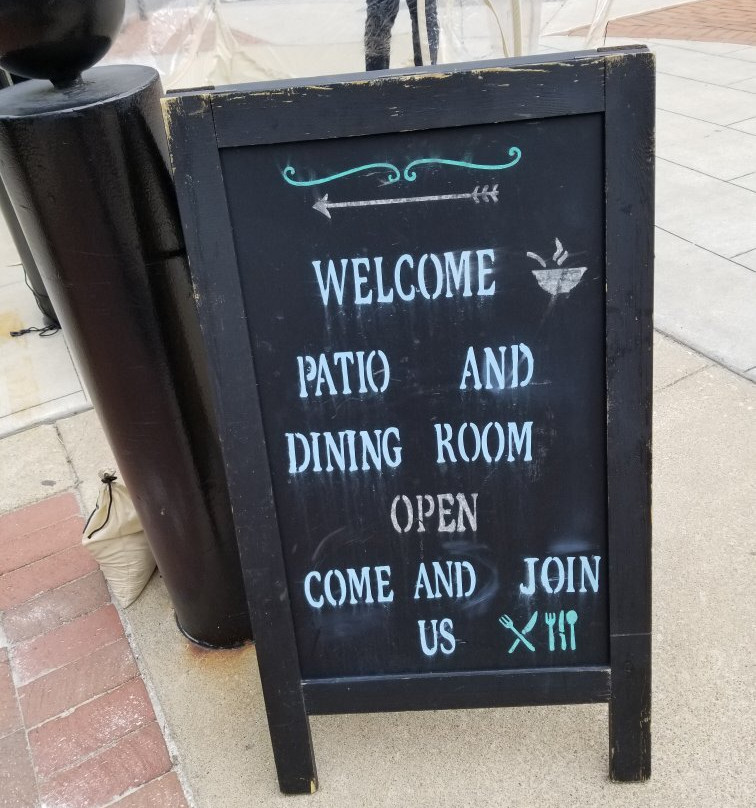 WELCOME
PATIO AND
DINING ROOM
OPEN
COME AND JOIN
US